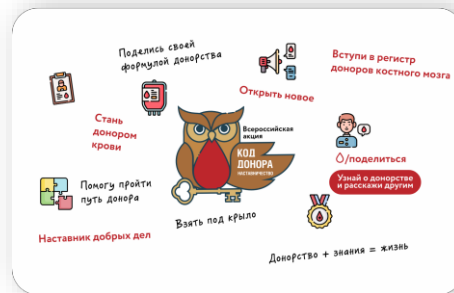 Поделись своей
формулой донорства
Вступи в регистр
доноров костного мозга
Открыть новое
Стань
донором
крови
Всероссийская
акция
КОД
ДОНОРА
НАСТАВНИЧЕСТВО
/поделиться
Узнай о донорстве
и расскажи другим
Помогу пройти
путь донора
Взять под крыло
Наставник добрых дел
Донорство + знания = жизнь